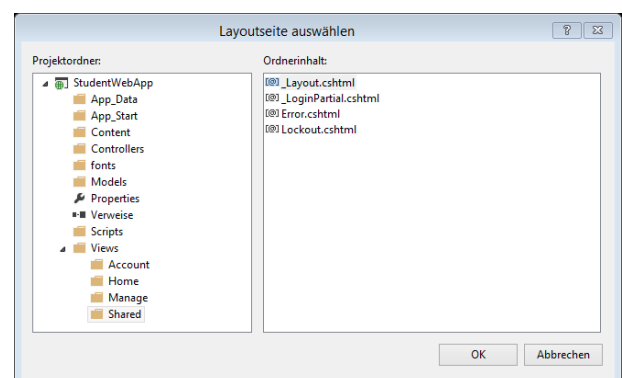 Layoutseite auswählen
?
Projektordner:
Ordnerinhalt:
StudentWebApp
App_Data
App_Start
Content
Controllers
fonts
Models
Properties
Verweise
Scripts
Views
Account
Home
Manage
Shared
[@] _Layout.cshtml
[@] _LoginPartial.cshtml
[@] Error.cshtml
[@] Lockout.cshtml
OK
Abbrechen